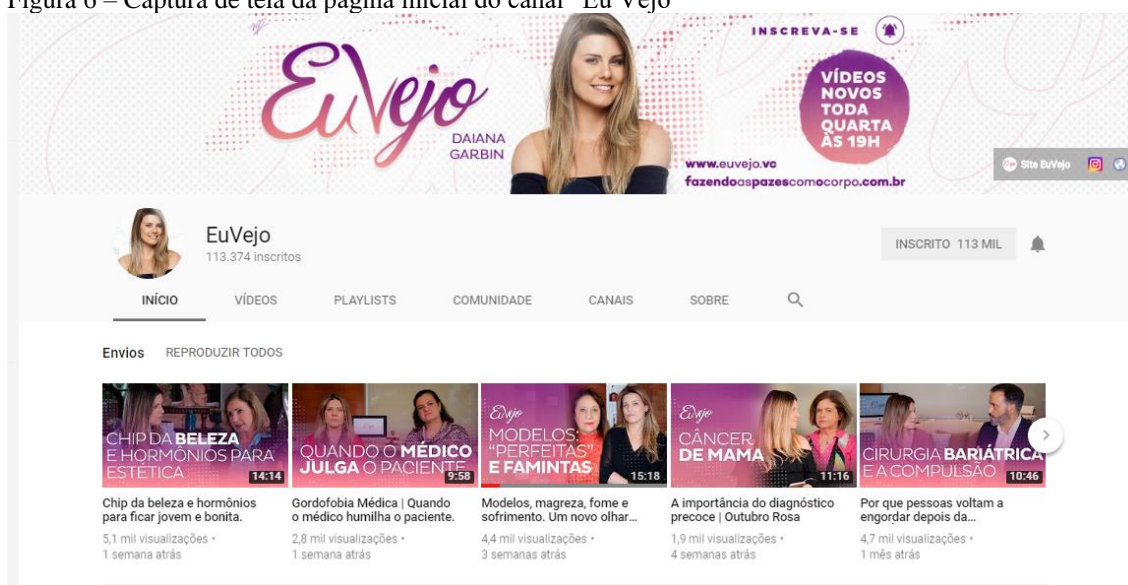 Figura 6 – Captura de tela da página inicial do canal "Eu Vejo"
INSCREVA-SE
EuVejo
DAIANA
GARBIN
VÍDEOS
NOVOS
TODA
QUARTA
ÀS 19H
www.euvejo.vc
fazendoaspazescomocorpo.com.br
Site EuVejo
EuVejo
113.374 inscritos
INSCRITO 113 MIL
INÍCIO VÍDEOS PLAYLISTS COMUNIDADE CANAIS SOBRE
Envios REPRODUZIR TODOS
CHIP DA BELEZA
E HORMÔNIOS PARA
ESTÉTICA
14:14
QUANDO O MÉDICO
JULGA O PACIENTE
9:58
EuVejo
MODELOS:
"PERFEITAS"
E FAMINTAS
15:18
EuVejo
CÂNCER
DE MAMA
11:16
CIRURGIA BARIÁTRICA
E A COMPULSÃO
10:46
Chip da beleza e hormônios
para ficar jovem e bonita.
5,1 mil visualizações •
1 semana atrás
Gordofobia Médica | Quando
o médico humilha o paciente.
2,8 mil visualizações •
1 semana atrás
Modelos, magreza, fome e
sofrimento. Um novo olhar...
4,4 mil visualizações •
3 semanas atrás
A importância do diagnóstico
precoce | Outubro Rosa
1,9 mil visualizações •
4 semanas atrás
Por que pessoas voltam a
engordar depois da...
4,7 mil visualizações •
1 mês atrás